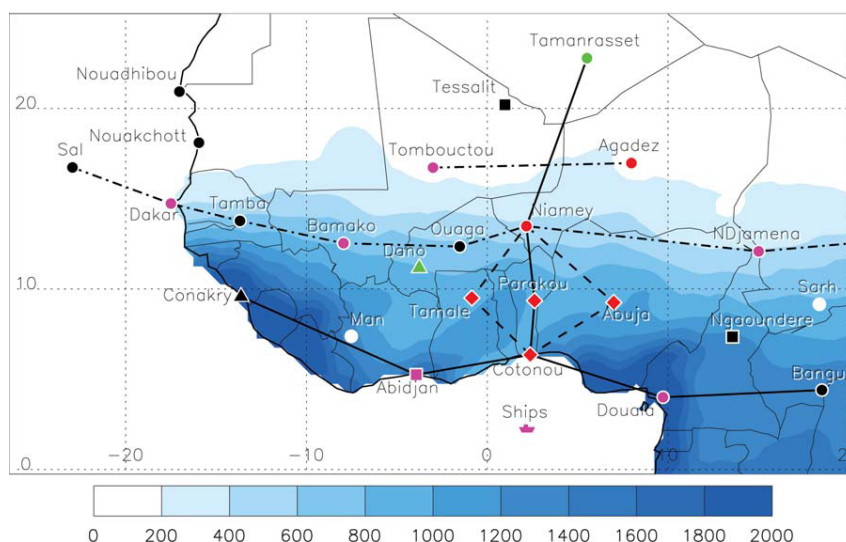 Tamanrasset
Nouadhibou
Tessalit
20
Nouakchott
Sal
Tombouctou
Agadez
Dakar
Tamba
Niamey
Bamako
Ouaga
NDjamena
Dano
10
Conakry
Parakou
Sarh
Tamale
Abuja
Man
Ngaoundere
Cotonou
Bangui
Abidjan
Douala
Ships
-20 -10 0 10
.0
0 200 400 600 800 1000 1200 1400 1600 1800 2000